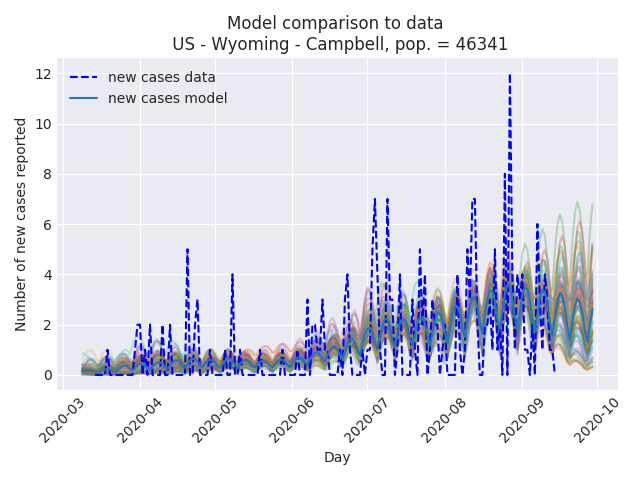 Model comparison to data
US - Wyoming - Campbell, pop. = 46341
new cases data
new cases model
Number of new cases reported
12
10
8
6
4
2
0
2020-03
2020-04
2020-05
2020-06
2020-07
2020-08
2020-09
2020-10
Day